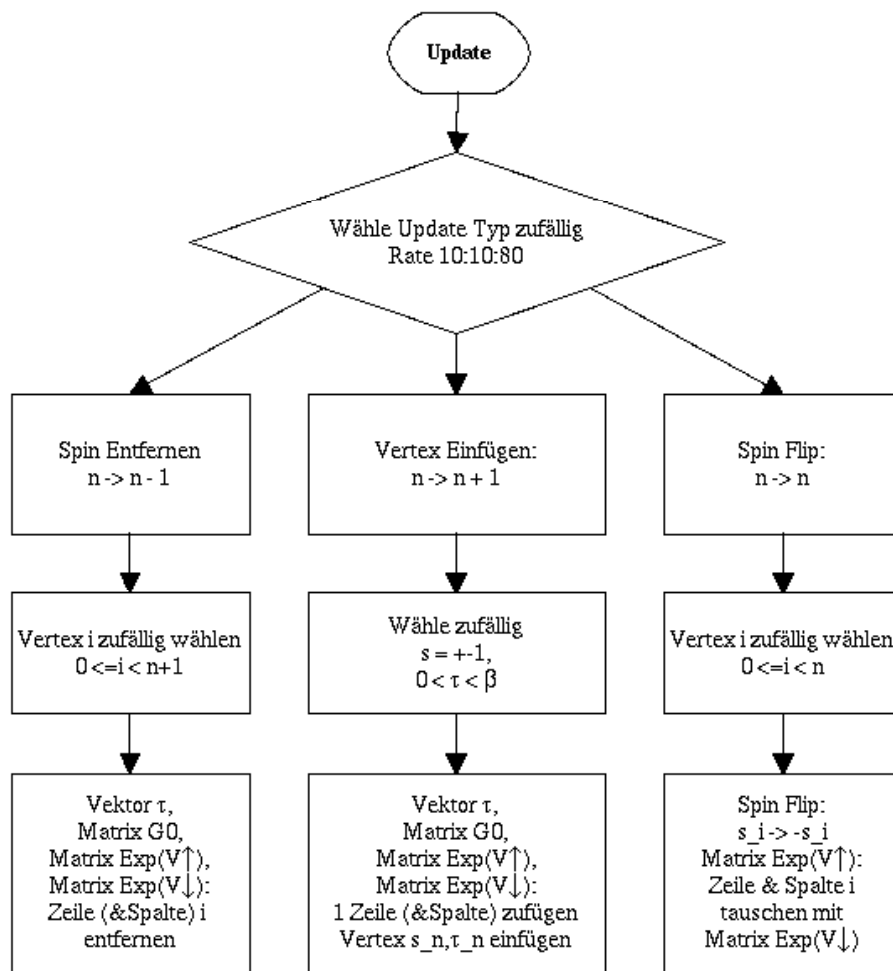 Update
Wähle Update Typ zufällig
Rate 10:10:80
Spin Entfernen
n -> n - 1
Vertex Einfügen:
n -> n + 1
Spin Flip:
n -> n
Vertex i zufällig wählen
0 <=i < n+1
Wähle zufällig
s = +-1,
0 < τ < β
Vertex i zufällig wählen
0 <=i < n
Vektor τ,
Matrix G0,
Matrix Exp(V↑),
Matrix Exp(V↓):
Zeile (&Spalte) i
entfernen
Vektor τ,
Matrix G0,
Matrix Exp(V↑),
Matrix Exp(V↓):
1 Zeile (&Spalte) zufügen
Vertex s_n,τ_n einfügen
Spin Flip:
s_i-> -s_i
Matrix Exp(V↑):
Zeile & Spalte i
tauschen mit
Matrix Exp(V↓)